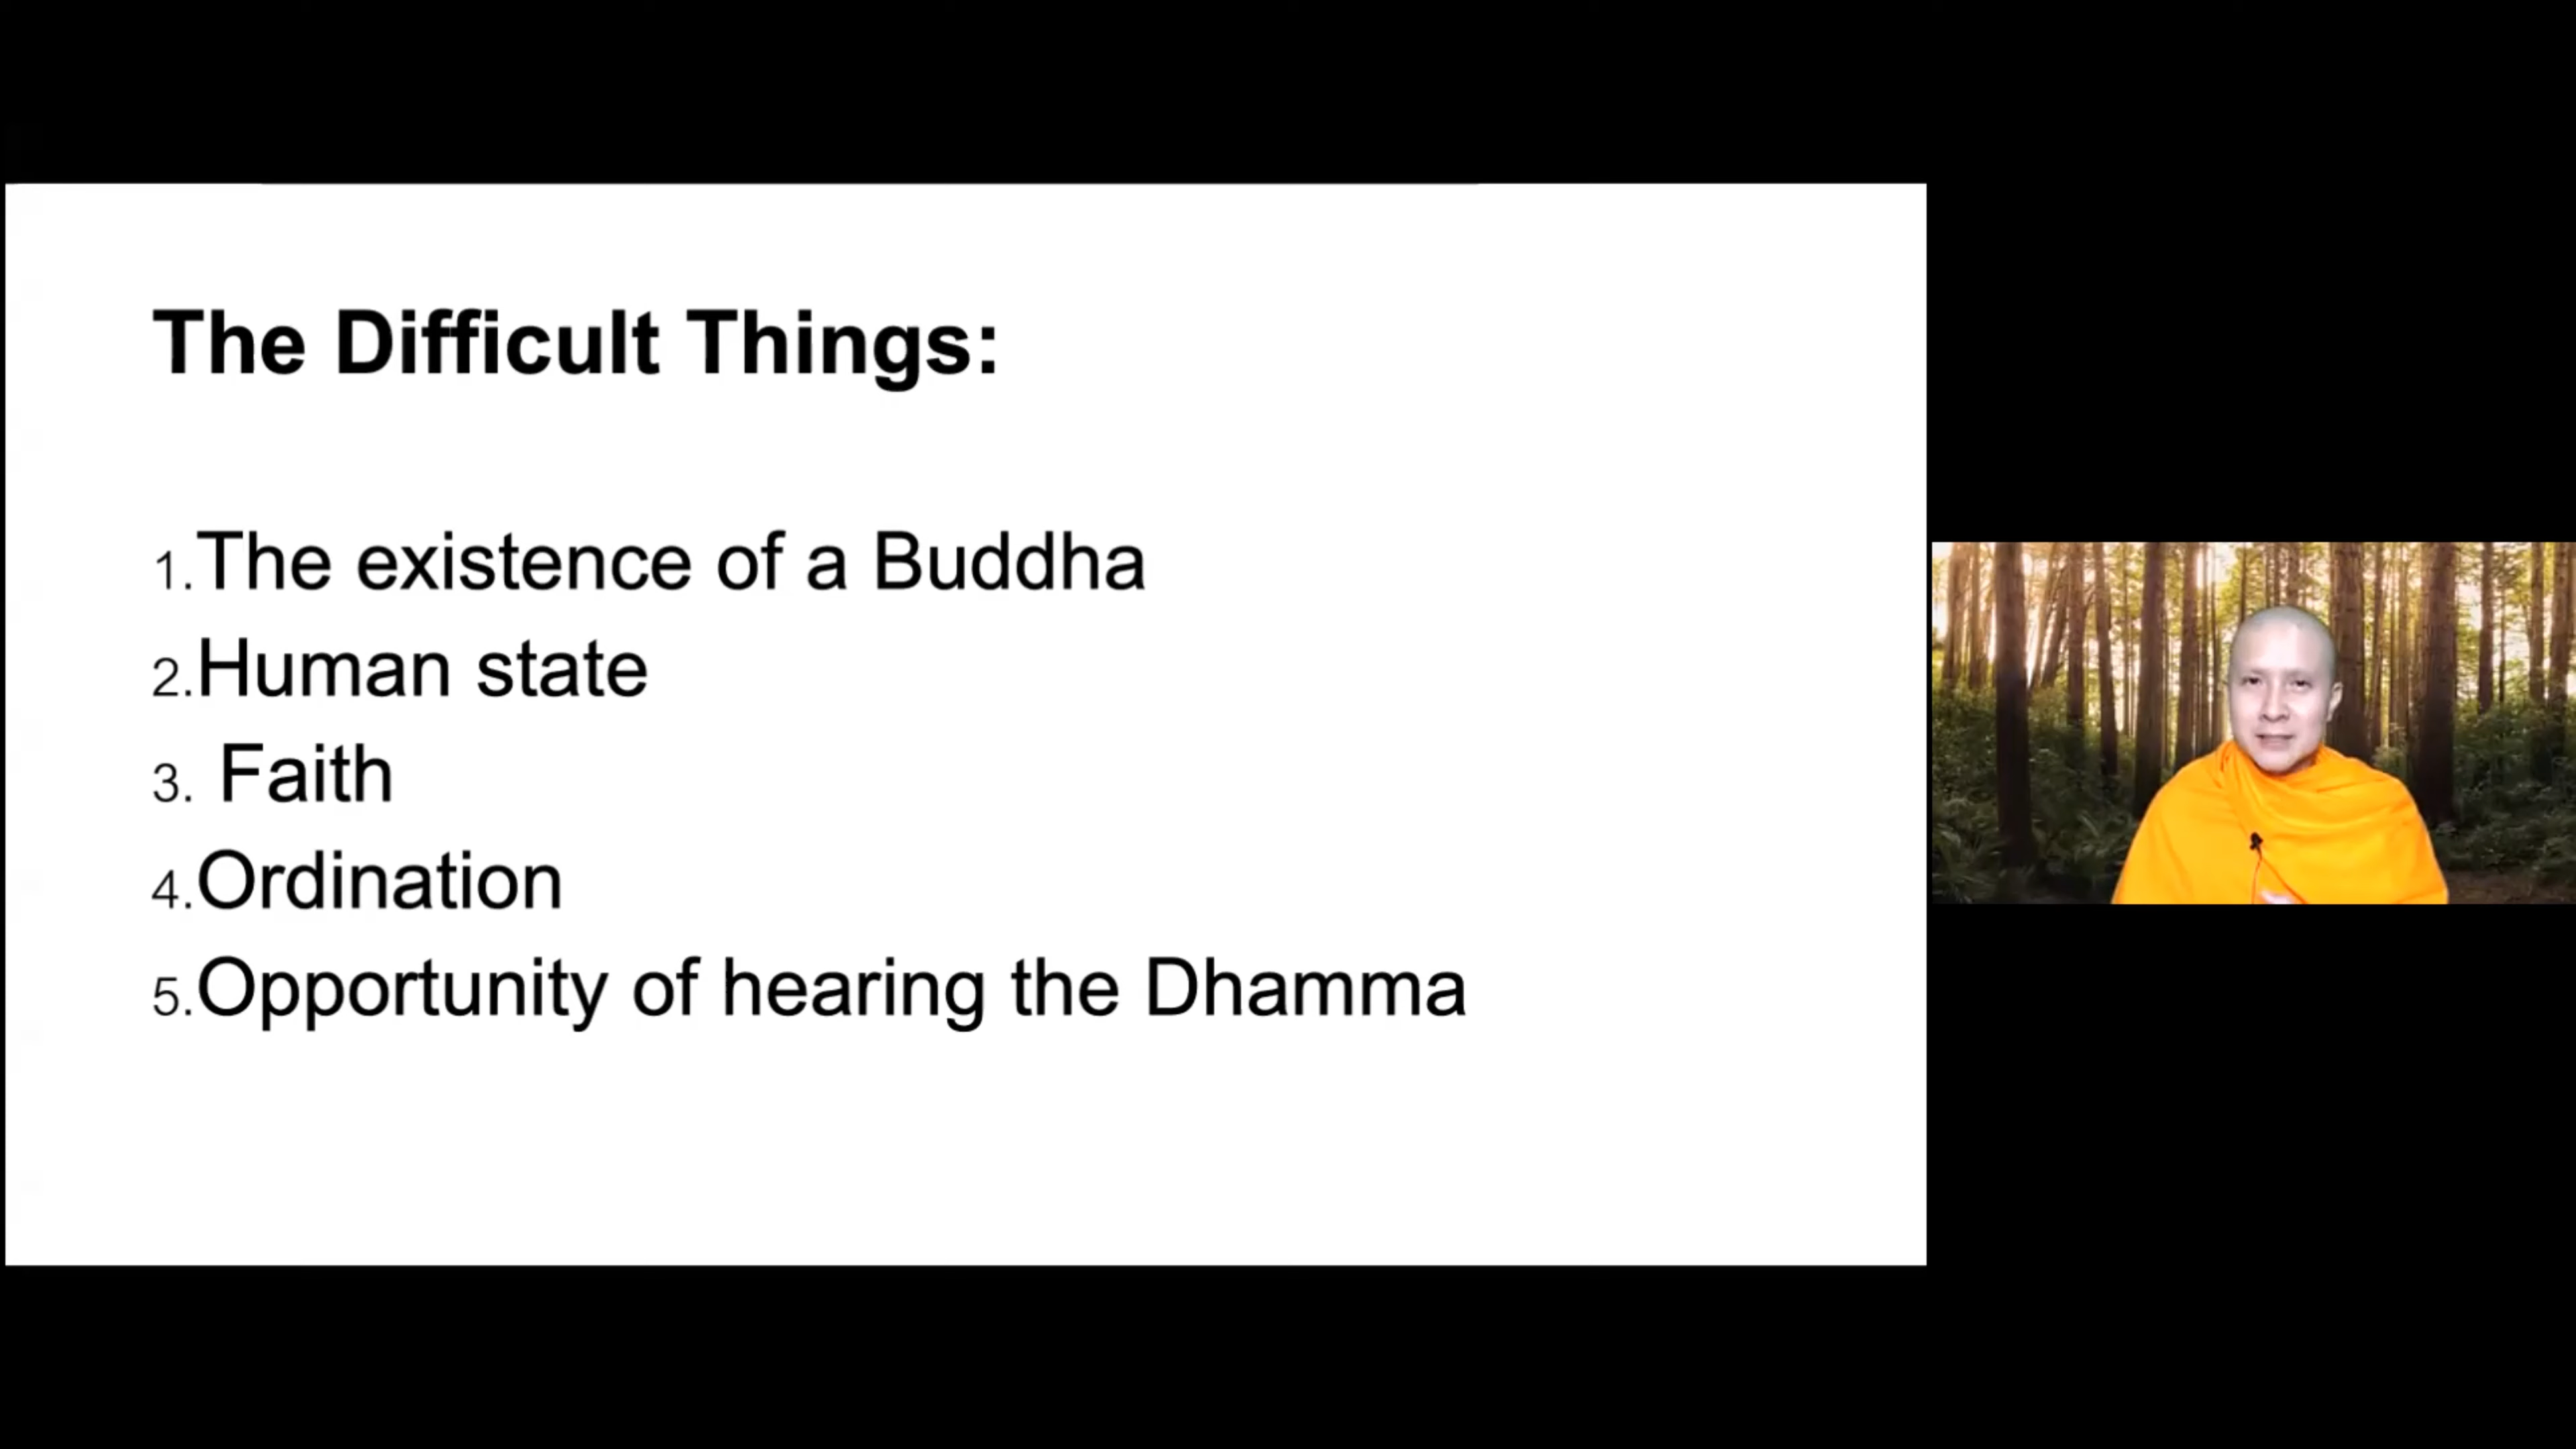 The Difficult Things:
1.The existence of a Buddha
2.Human state
3. Faith
4.Ordination
5.Opportunity of hearing the Dhamma